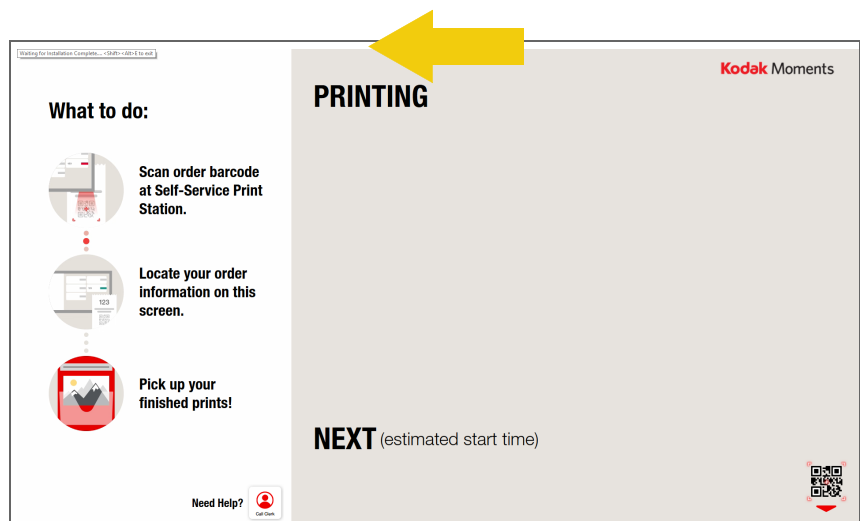 Waiting for Installation Complete.... <Shift><Alt>E to exit
Kodak Moments
What to do:
PRINTING
Scan order barcode
at Self-Service Print
Station.
Locate your order
information on this
screen.
123
Pick up your
finished prints!
NEXT (estimated start time)
Need Help?
Call Clerk